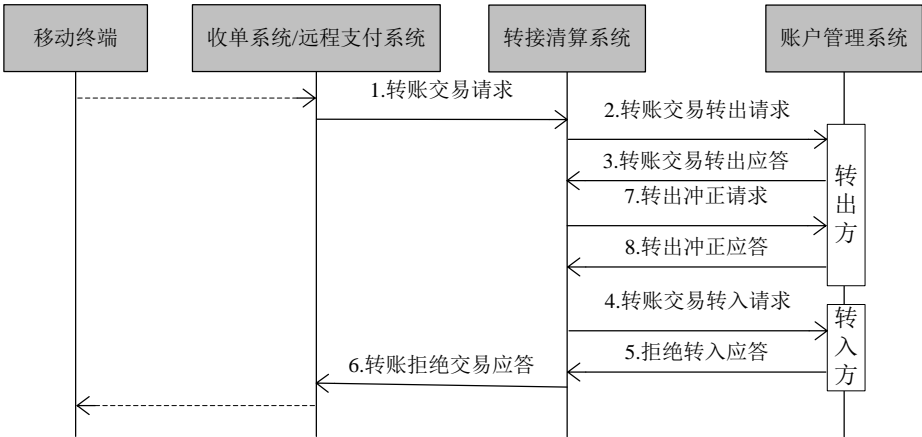 移动终端
收单系统/远程支付系统
转接清算系统
账户管理系统
1.转账交易请求
2.转账交易转出请求
3.转账交易转出应答
7.转出冲正请求
8.转出冲正应答
转出方
4.转账交易转入请求
5.拒绝转入应答
转入方
6.转账拒绝交易应答